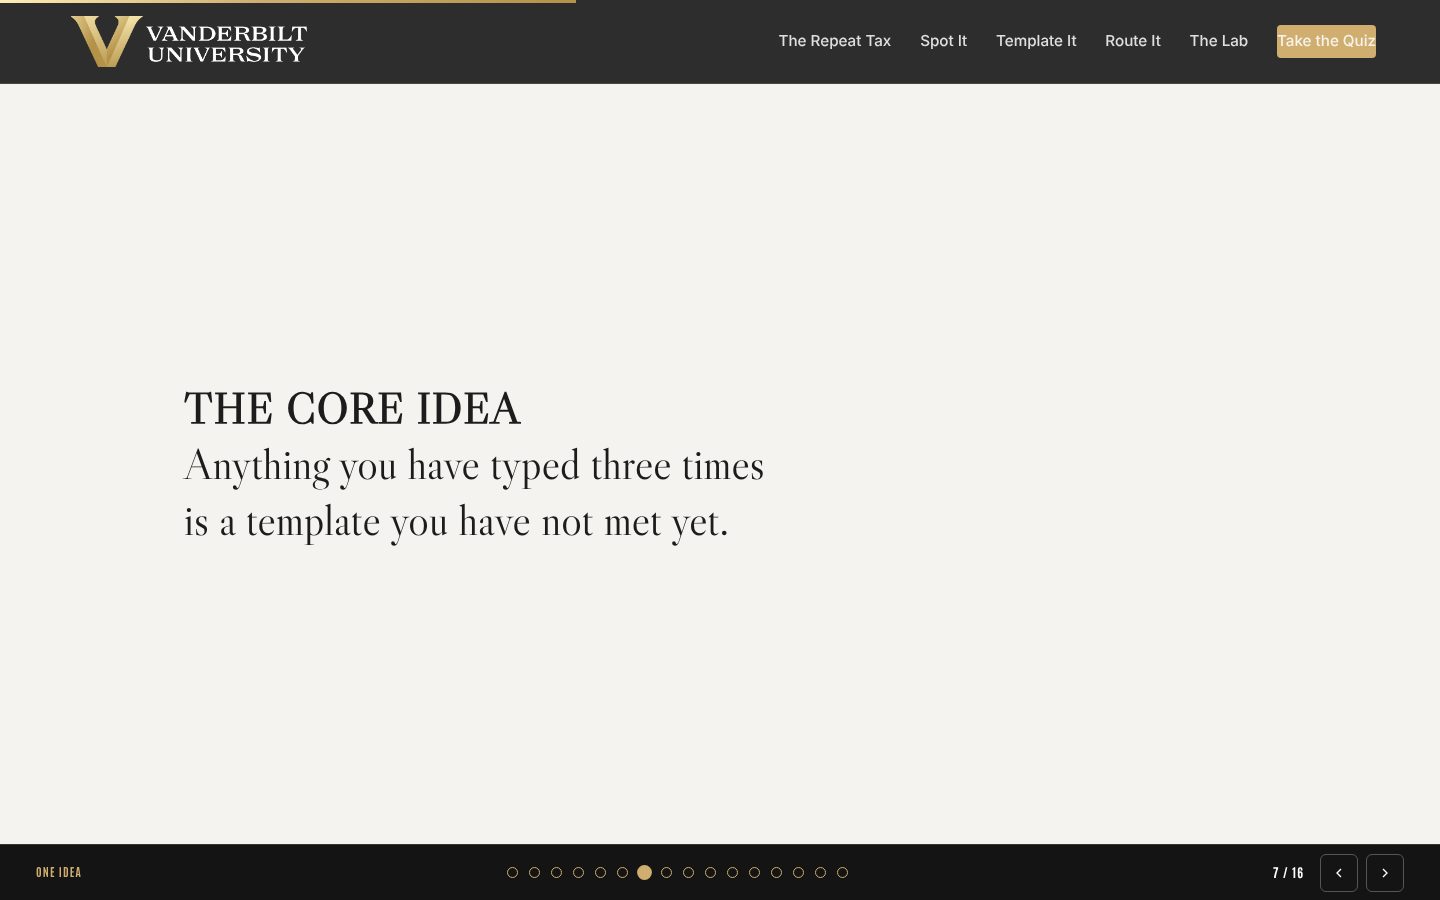 VANDERBILT
UNIVERSITY
The Repeat Tax
Spot It
Template It
Route It
The Lab
Take the Quiz
THE CORE IDEA
Anything you have typed three times
is a template you have not met yet.
ONE IDEA
7 / 16